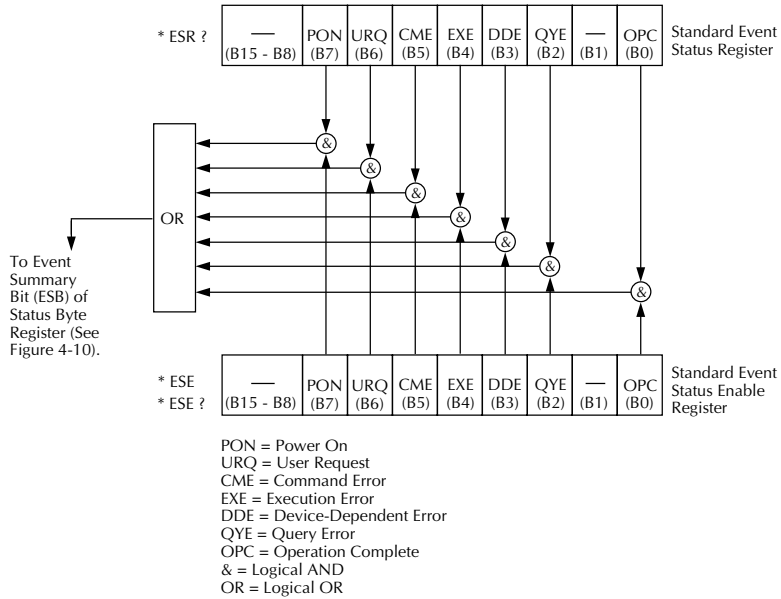 * ESR ?
— PON URQ CME EXE DDE QYE — OPC
(B15 - B8) (B7) (B6) (B5) (B4) (B3) (B2) (B1) (B0)
Standard Event
Status Register
&
&
&
&
&
&
&
OR
To Event
Summary
Bit (ESB) of
Status Byte
Register (See
Figure 4-10).
* ESE
* ESE ?
— PON URQ CME EXE DDE QYE — OPC
(B15 - B8) (B7) (B6) (B5) (B4) (B3) (B2) (B1) (B0)
Standard Event
Status Enable
Register
PON = Power On
URQ = User Request
CME = Command Error
EXE = Execution Error
DDE = Device-Dependent Error
QYE = Query Error
OPC = Operation Complete
& = Logical AND
OR = Logical OR